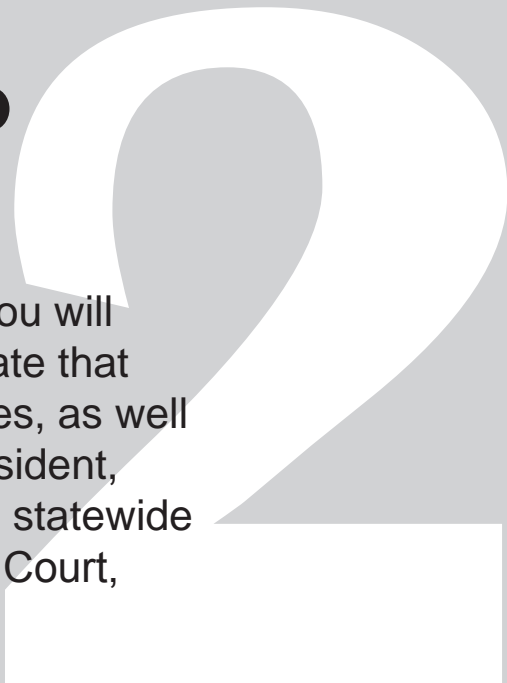 2
ou will
ate that
es, as well
sident,
statewide
Court,